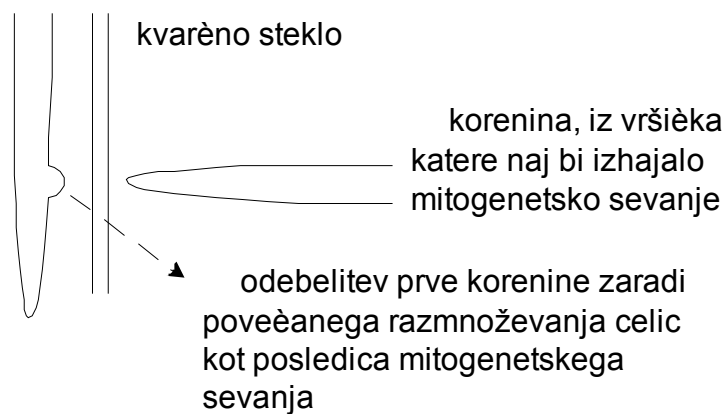 kvarèno steklo
korenina, iz vršièka
katere naj bi izhajalo
mitogenetsko sevanje
odebelitev prve korenine zaradi
poveèanega razmnoževanja celic
kot posledica mitogenetskega
sevanja